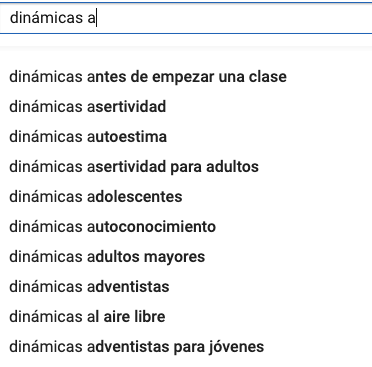 dinámicas a
dinámicas antes de empezar una clase
dinámicas asertividad
dinámicas autoestima
dinámicas asertividad para adultos
dinámicas adolescentes
dinámicas autoconocimiento
dinámicas adultos mayores
dinámicas adventistas
dinámicas al aire libre
dinámicas adventistas para jóvenes